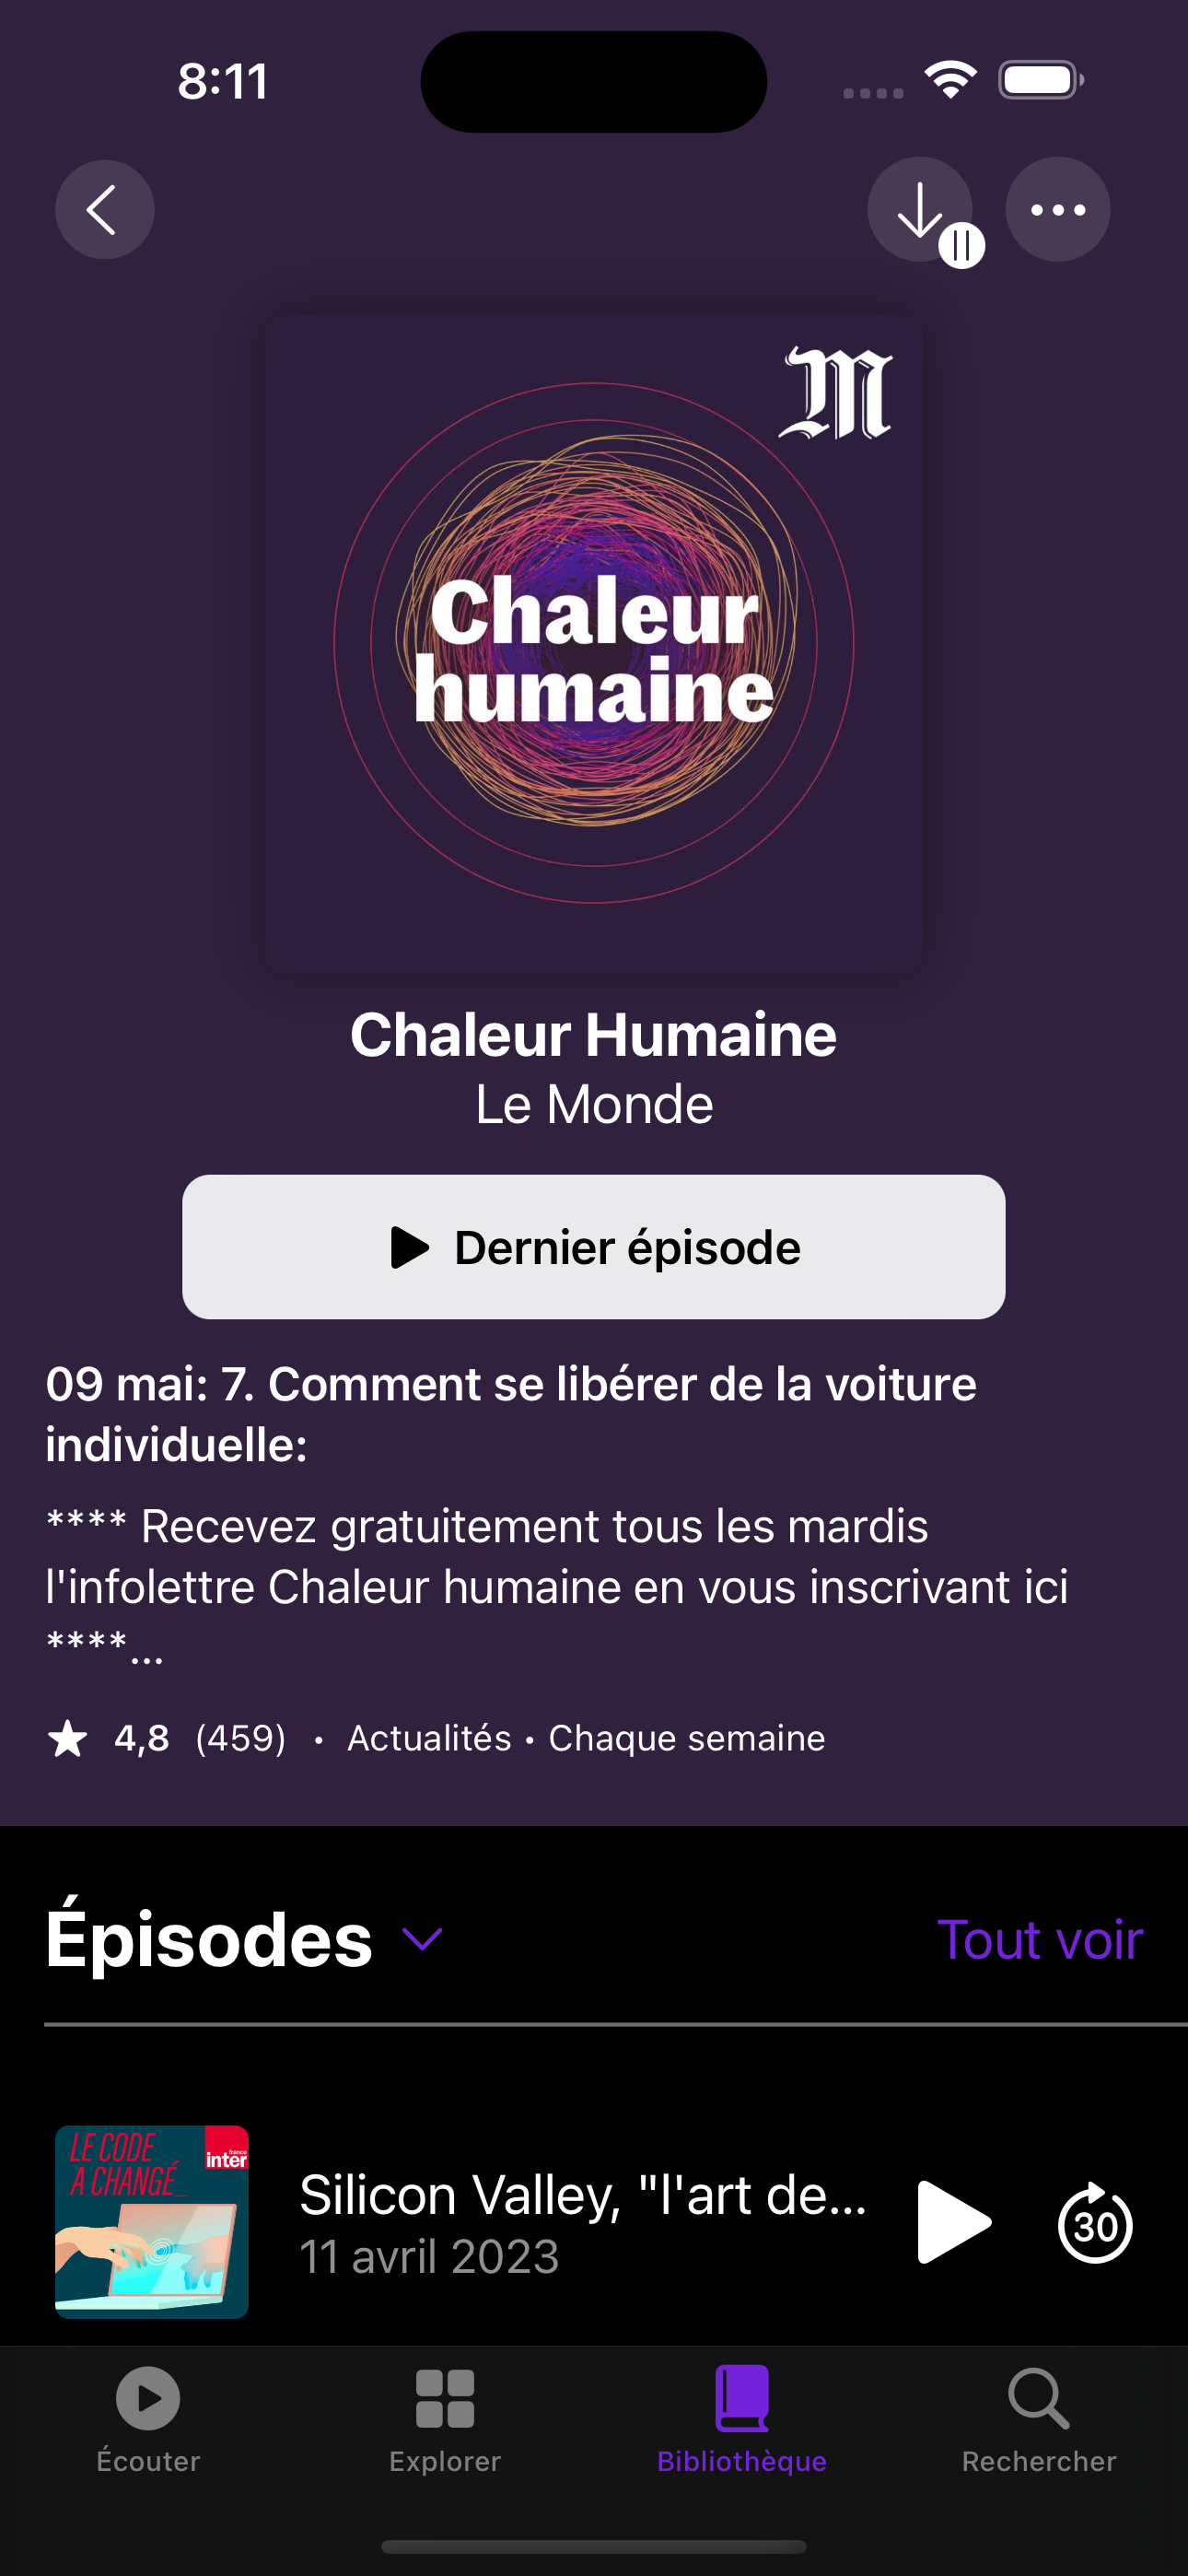 8:11
M
Chaleur
humaine
Chaleur Humaine
Le Monde
Dernier épisode
09 mai: 7. Comment se libérer de la voiture
individuelle:
**** Recevez gratuitement tous les mardis
l'infolettre Chaleur humaine en vous inscrivant ici
****...
4,8 (459) • Actualités • Chaque semaine
Épisodes
Tout voir
LE CODE
A CHANGÉ_
france
inter
Silicon Valley, "l'art de...
11 avril 2023
30
Écouter
Explorer
Bibliothèque
Rechercher